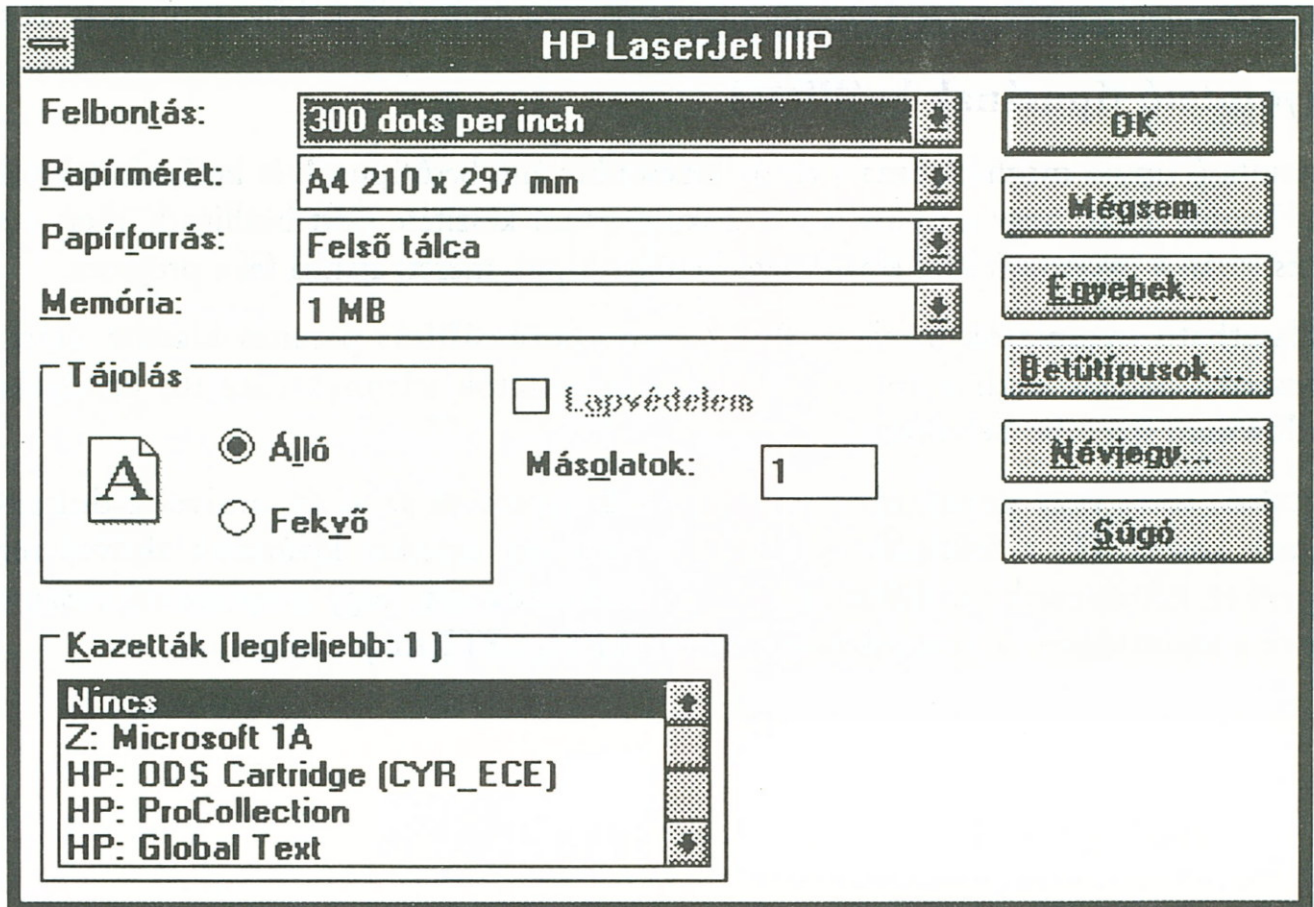 HP LaserJet IIIP
Felbontás: 300 dots per inch
Papírméret: A4 210 x 297 mm
Papírforrás: Felső tálca
Memória: 1 MB
OK
Mégsem
Egyebek...
Betűtípusok...
Névjegy...
Súgó
Tájolás
Álló
Fekvő
Lapvédelem
Másolatok: 1
Kazetták (legfeljebb: 1 )
Nincs
Z: Microsoft 1A
HP: ODS Cartridge (CYR_ECE)
HP: ProCollection
HP: Global Text